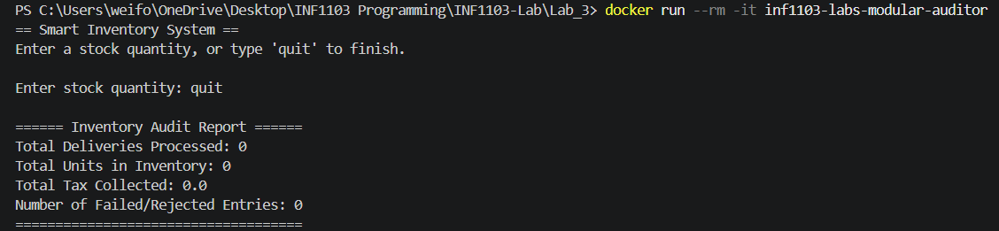 PS C:\Users\weifo\OneDrive\Desktop\INF1103 Programming\INF1103-Lab\Lab_3> docker run --rm -it inf1103-labs-modular-auditor
== Smart Inventory System ==
Enter a stock quantity, or type 'quit' to finish.
Enter stock quantity: quit
====== Inventory Audit Report ======
Total Deliveries Processed: 0
Total Units in Inventory: 0
Total Tax Collected: 0.0
Number of Failed/Rejected Entries: 0
====================================